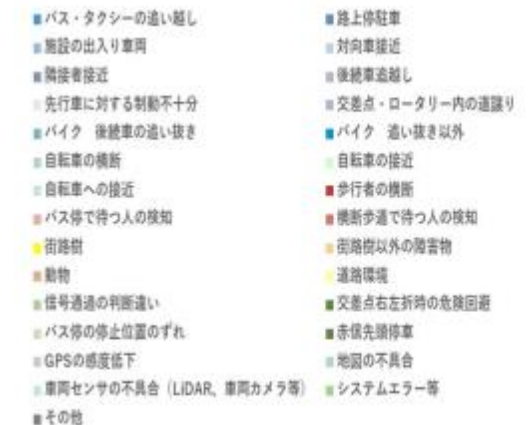 バス・タクシーの追い越し
路上停駐車
施設の出入り車両
対向車接近
隣接者接近
後続車追越し
先行車に対する制動不十分
交差点・ロータリー内の道譲り
バイク 後続車の追い抜き
バイク 追い抜き以外
自転車の横断
自転車の接近
自転車への接近
歩行者の横断
バス停で待つ人の検知
横断歩道で待つ人の検知
街路樹
街路樹以外の障害物
動物
道路環境
信号通過の判断違い
交差点右左折時の危険回避
バス停の停止位置のずれ
赤信先頭停車
GPSの感度低下
地図の不具合
車両センサの不具合（LiDAR、車両カメラ等）
システムエラー等
その他